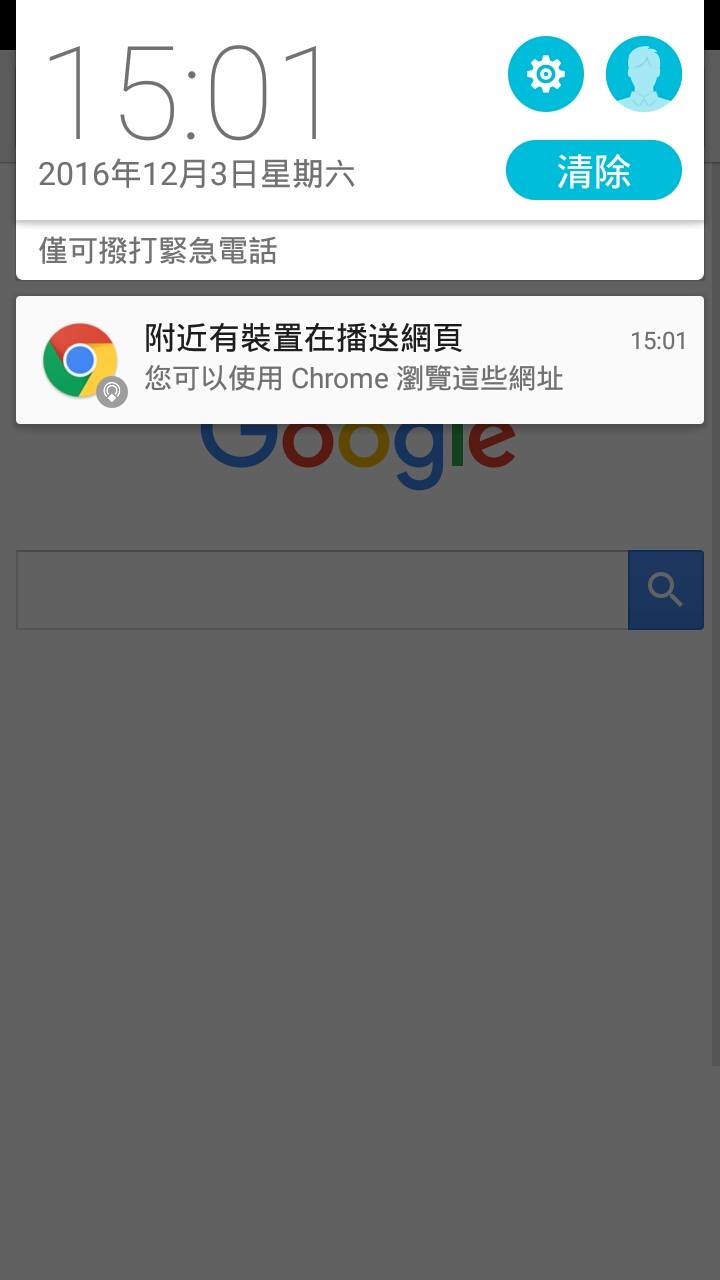 15:01
2016年12月3日星期六
清除
僅可撥打緊急電話
附近有裝置在播送網頁
15:01
您可以使用 Chrome 瀏覽這些網址
Google